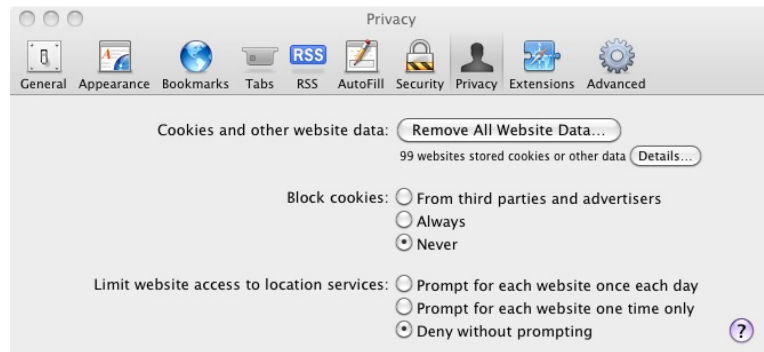 Privacy
General Appearance Bookmarks Tabs RSS AutoFill Security Privacy Extensions Advanced
RSS
Cookies and other website data: Remove All Website Data...
99 websites stored cookies or other data Details...
Block cookies: From third parties and advertisers
Always
Never
Limit website access to location services: Prompt for each website once each day
Prompt for each website one time only
Deny without prompting
?